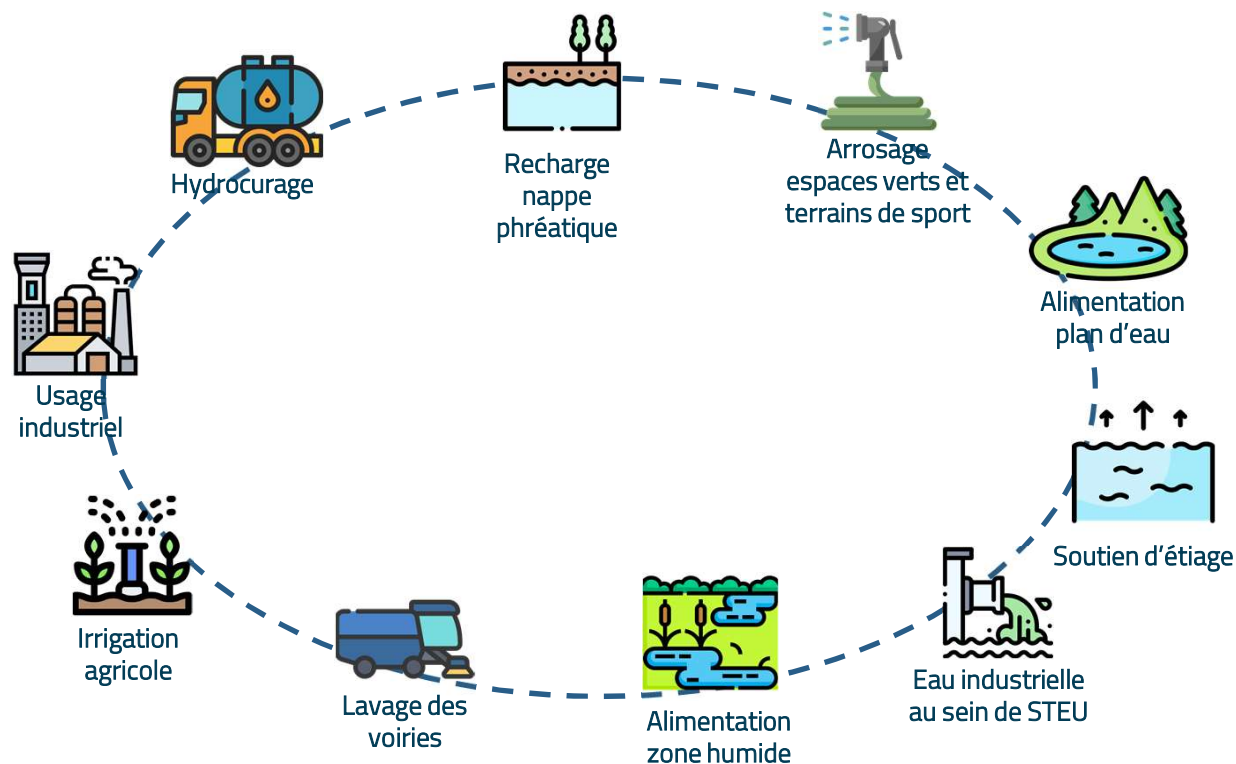 Hydrocurage
Recharge
nappe
phréatique
Arrosage
espaces verts et
terrains de sport
Alimentation
plan d’eau
Soutien d’étiage
Eau industrielle
au sein de STEU
Alimentation
zone humide
Lavage des
voiries
Irrigation
agricole
Usage
industriel